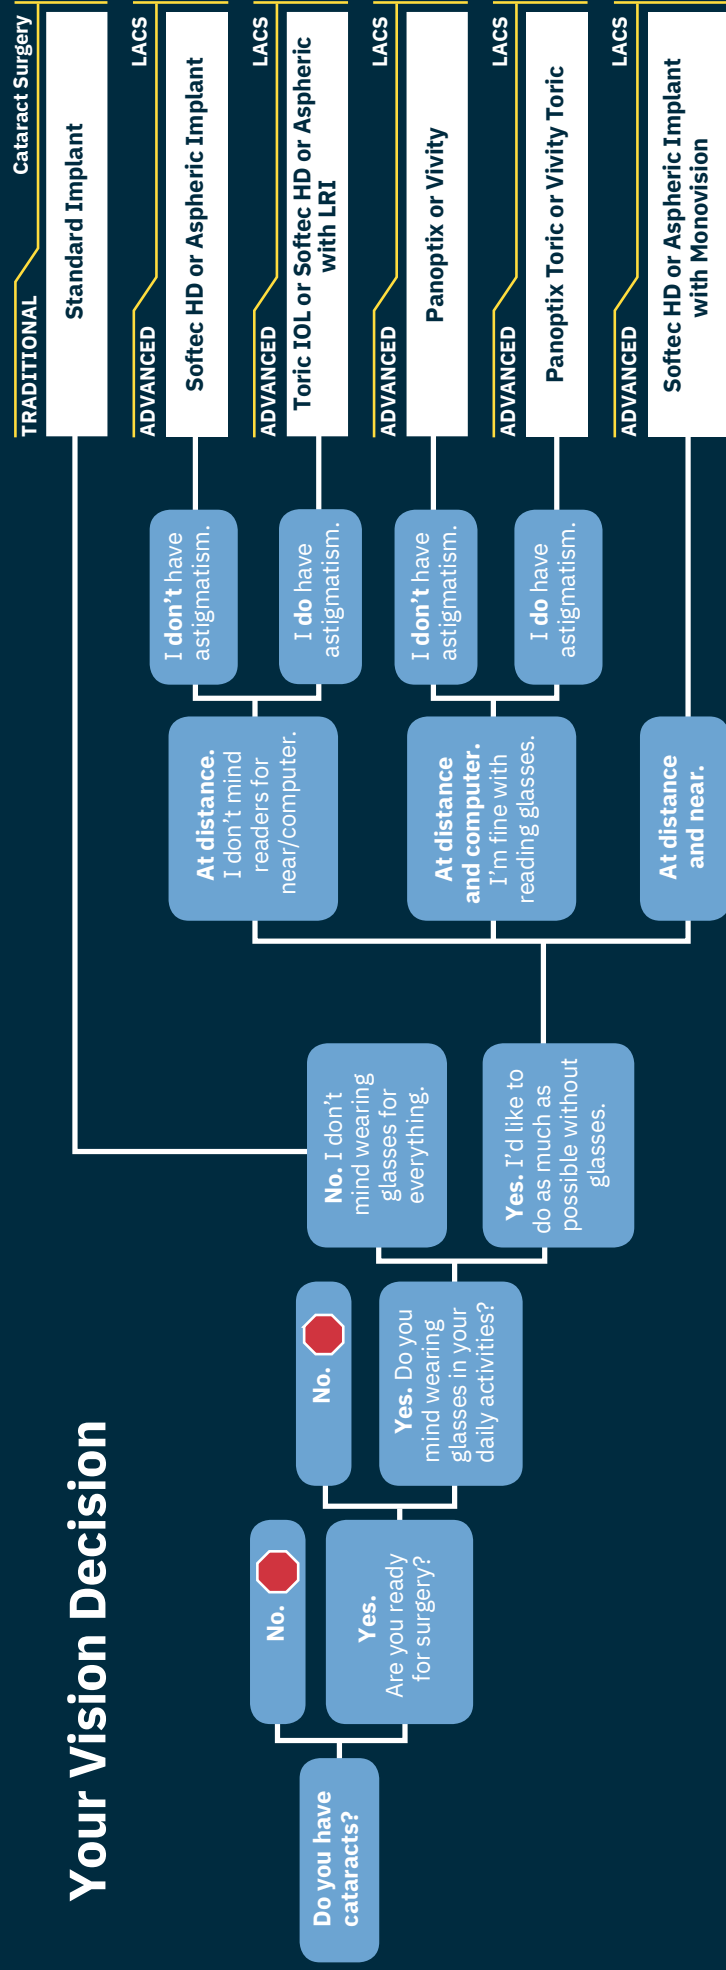 Your Vision Decision
Do you have
cataracts?
No.
Yes.
Are you ready
for surgery?
No.
Yes. Do you
mind wearing
glasses in your
daily activities?
No. I don't
mind wearing
glasses for
everything.
Yes. I'd like to
do as much as
possible without
glasses.
At distance.
I don't mind
readers for
near/computer.
At distance
and computer.
I'm fine with
reading glasses.
At distance
and near.
I don't have
astigmatism.
I do have
astigmatism.
I don't have
astigmatism.
I do have
astigmatism.
TRADITIONAL
Cataract Surgery
Standard Implant
ADVANCED
LACS
Softec HD or Aspheric Implant
ADVANCED
LACS
Toric IOL or Softec HD or Aspheric
with LRI
ADVANCED
LACS
Panoptix or Vivity
ADVANCED
LACS
Panoptix Toric or Vivity Toric
ADVANCED
LACS
Softec HD or Aspheric Implant
with Monovision